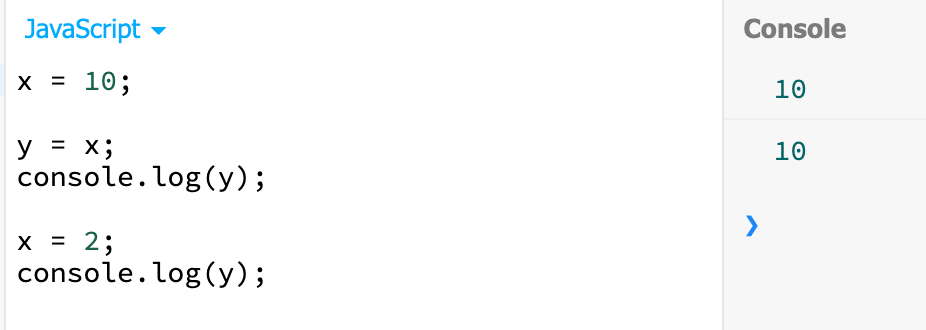 JavaScript
x = 10;
y = x;
console.log(y);
x = 2;
console.log(y);
Console
10
10
❯